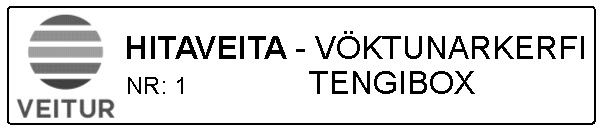 HITAVEITA - VÖKTUNARKERFI
NR: 1 TENGIBOX
VEITUR